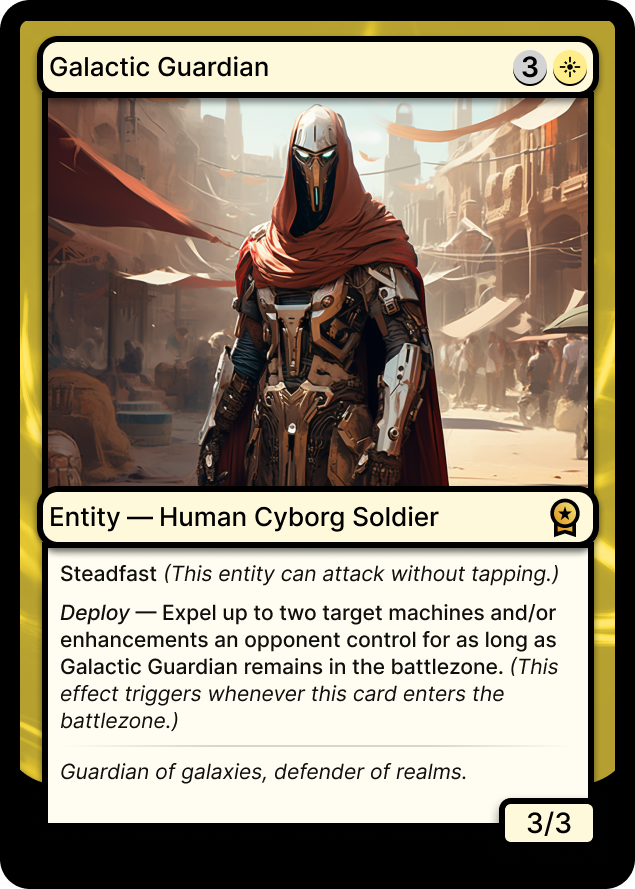 Galactic Guardian 3
Entity — Human Cyborg Soldier
Steadfast (This entity can attack without tapping.)
Deploy — Expel up to two target machines and/or
enhancements an opponent control for as long as
Galactic Guardian remains in the battlezone. (This
effect triggers whenever this card enters the
battlezone.)
Guardian of galaxies, defender of realms.
3/3